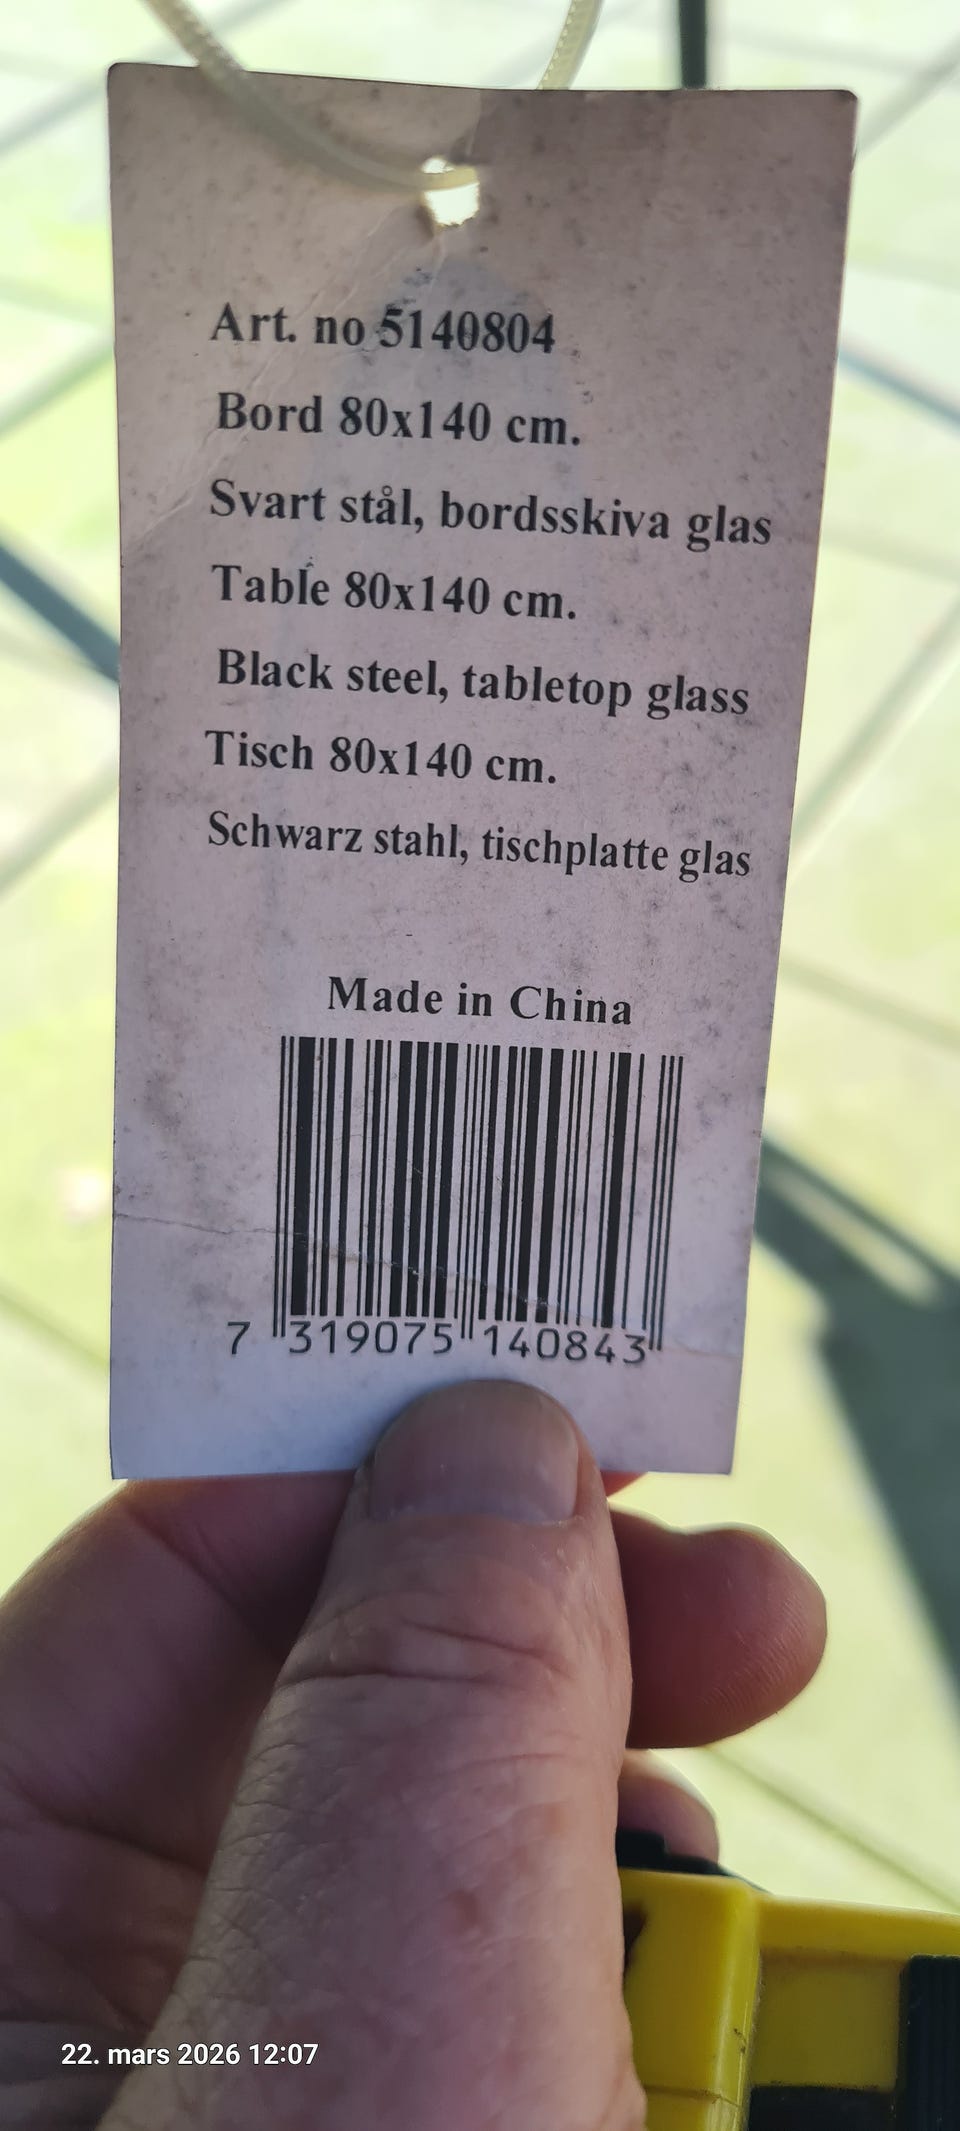 Art. no 5140804
Bord 80x140 cm.
Svart stål, bordsskiva glas
Table 80x140 cm.
Black steel, tabletop glass
Tisch 80x140 cm.
Schwarz stahl, tischplatte glas
Made in China
7 319075 140843
22. mars 2026 12:07